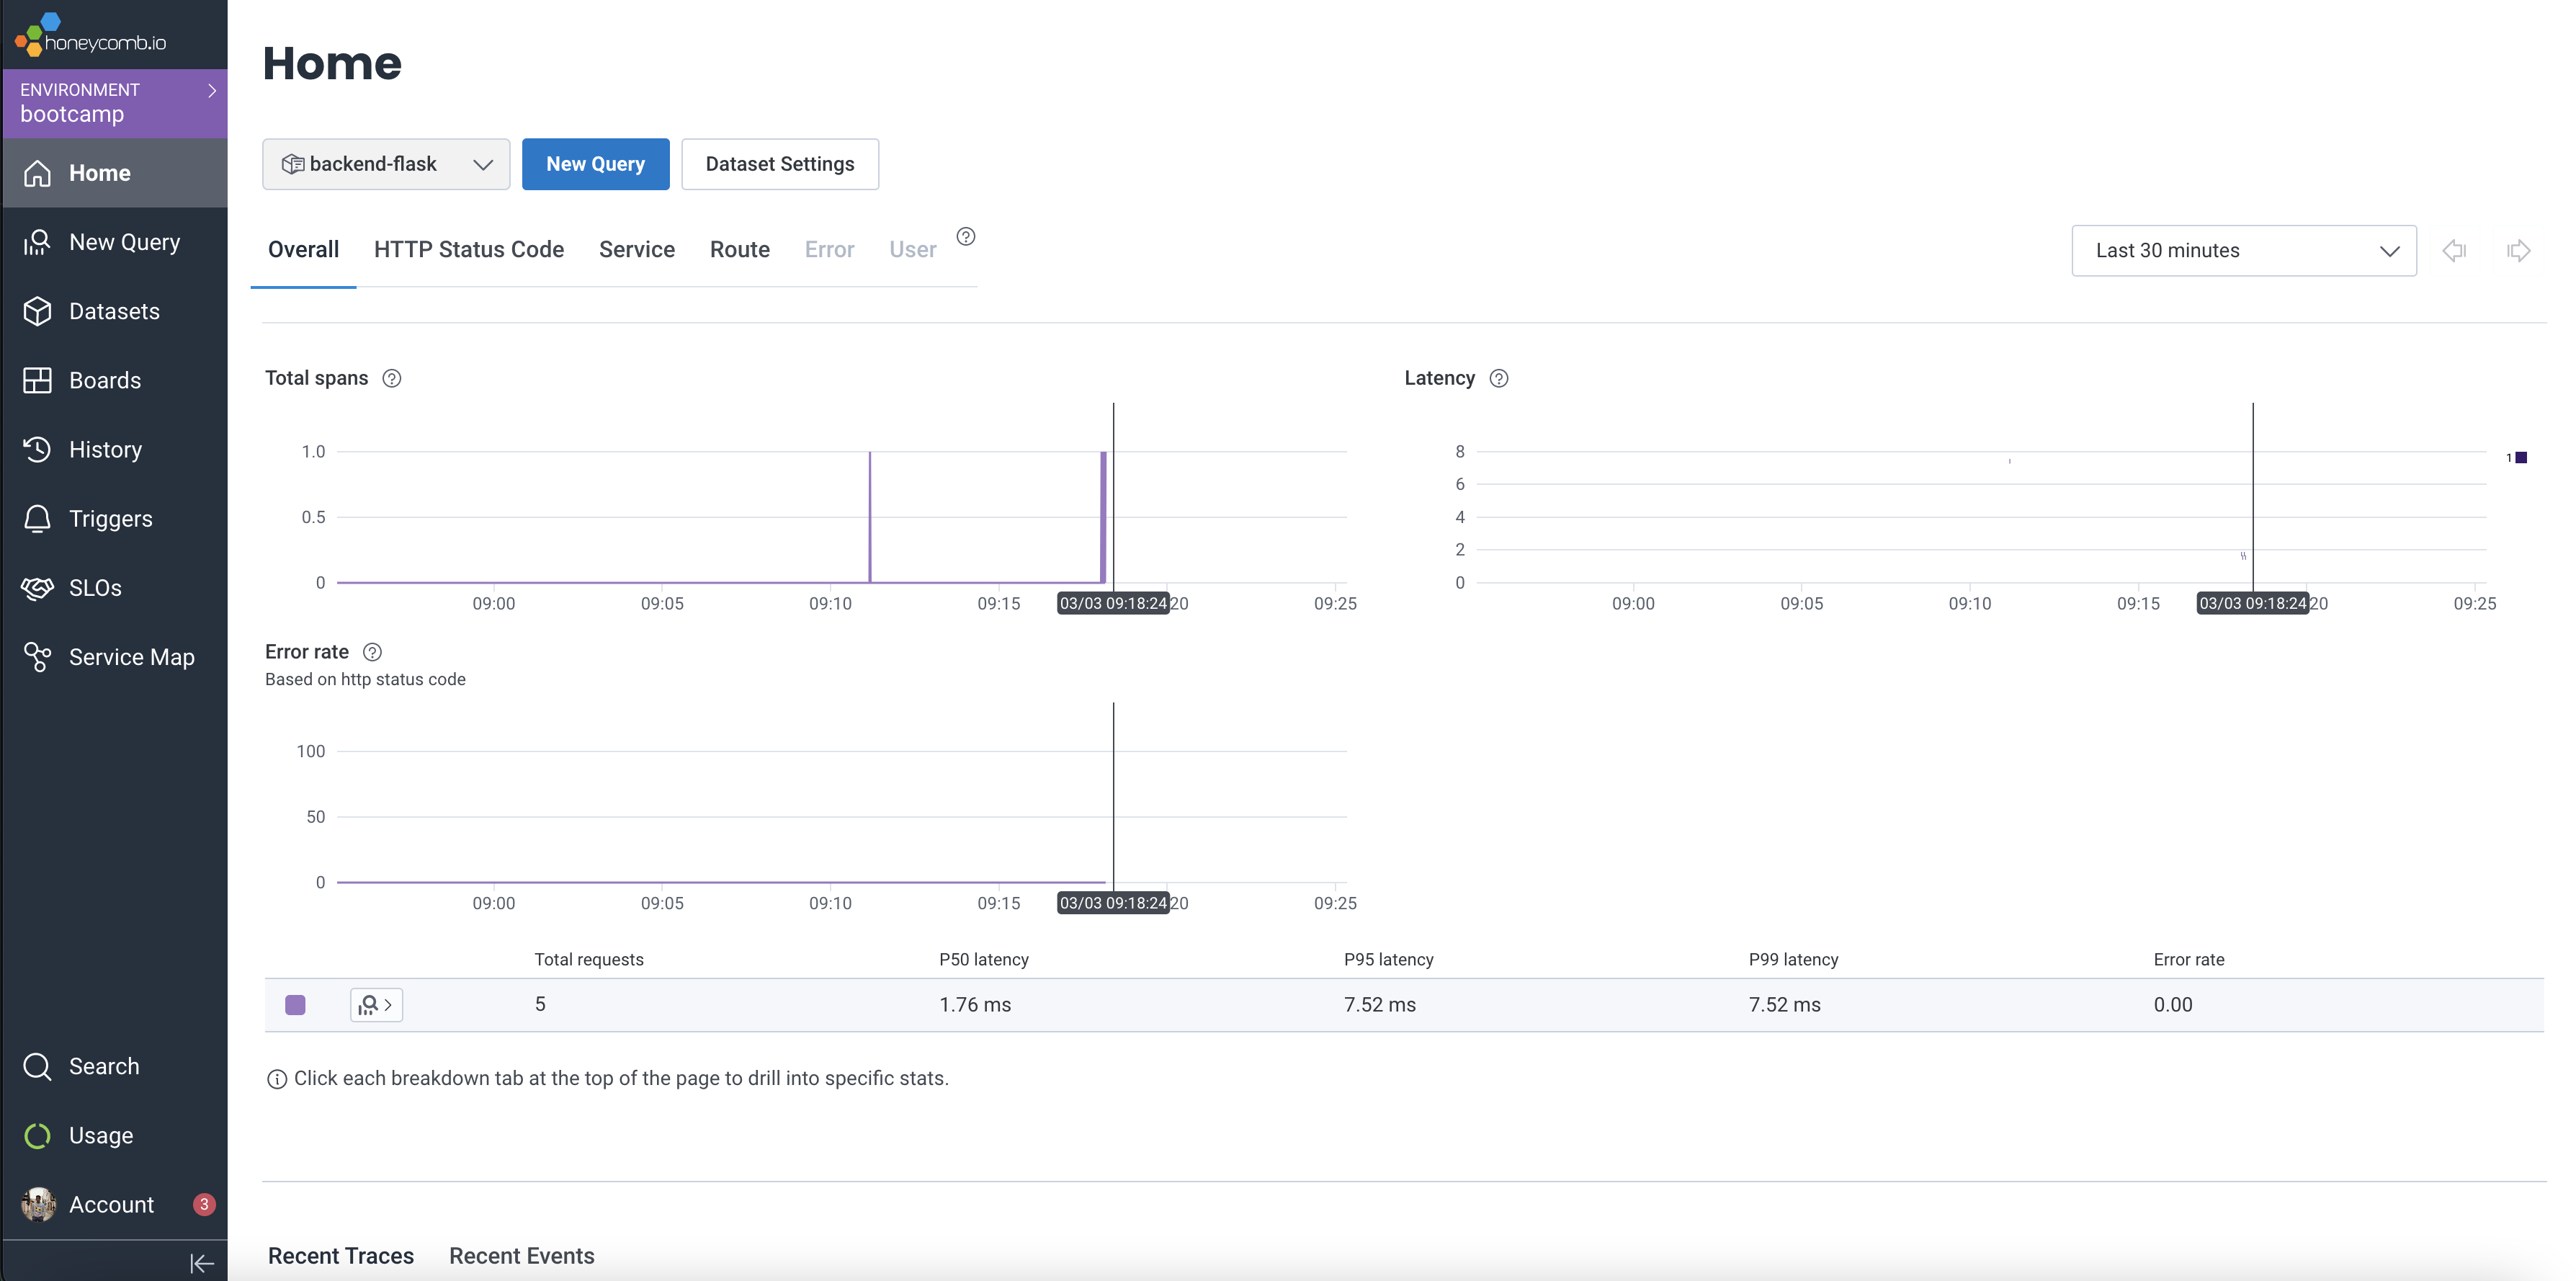 honeycomb.io
ENVIRONMENT
bootcamp
Home
New Query
Datasets
Boards
History
Triggers
SLOs
Service Map
Search
Usage
Account 3
Home
backend-flask New Query Dataset Settings
Overall HTTP Status Code Service Route Error User ?
Last 30 minutes
Total spans ?
1.0
0.5
0
09:00 09:05 09:10 09:15 03/03 09:18:24 20 09:25
Latency ?
8
6
4
2
0
1
09:00 09:05 09:10 09:15 03/03 09:18:24 20 09:25
Error rate ?
Based on http status code
100
50
0
09:00 09:05 09:10 09:15 03/03 09:18:24 20 09:25
Total requests P50 latency P95 latency P99 latency Error rate
5 1.76 ms 7.52 ms 7.52 ms 0.00
Click each breakdown tab at the top of the page to drill into specific stats.
Recent Traces Recent Events